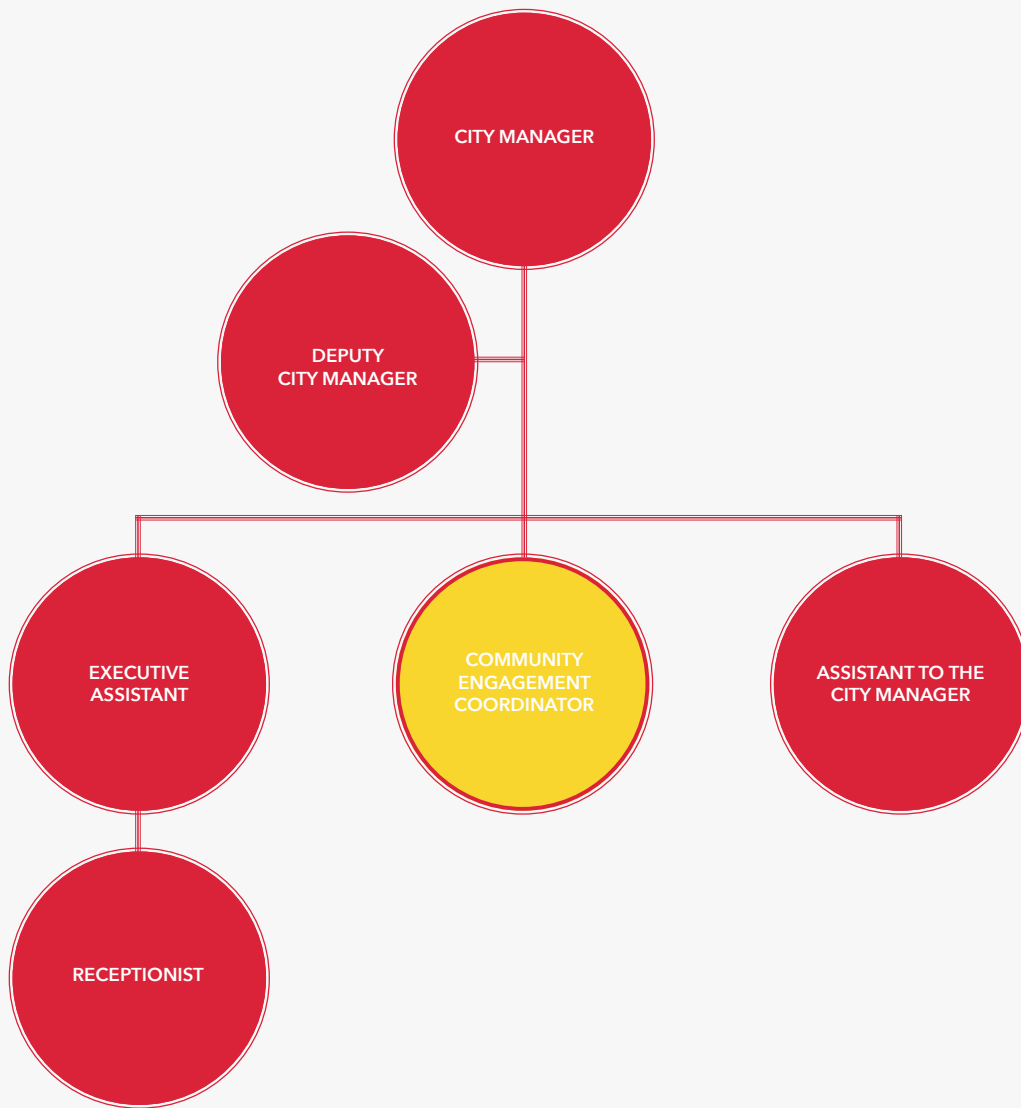 CITY MANAGER
DEPUTY
CITY MANAGER
EXECUTIVE
ASSISTANT
COMMUNITY
ENGAGEMENT
COORDINATOR
ASSISTANT TO THE
CITY MANAGER
RECEPTIONIST